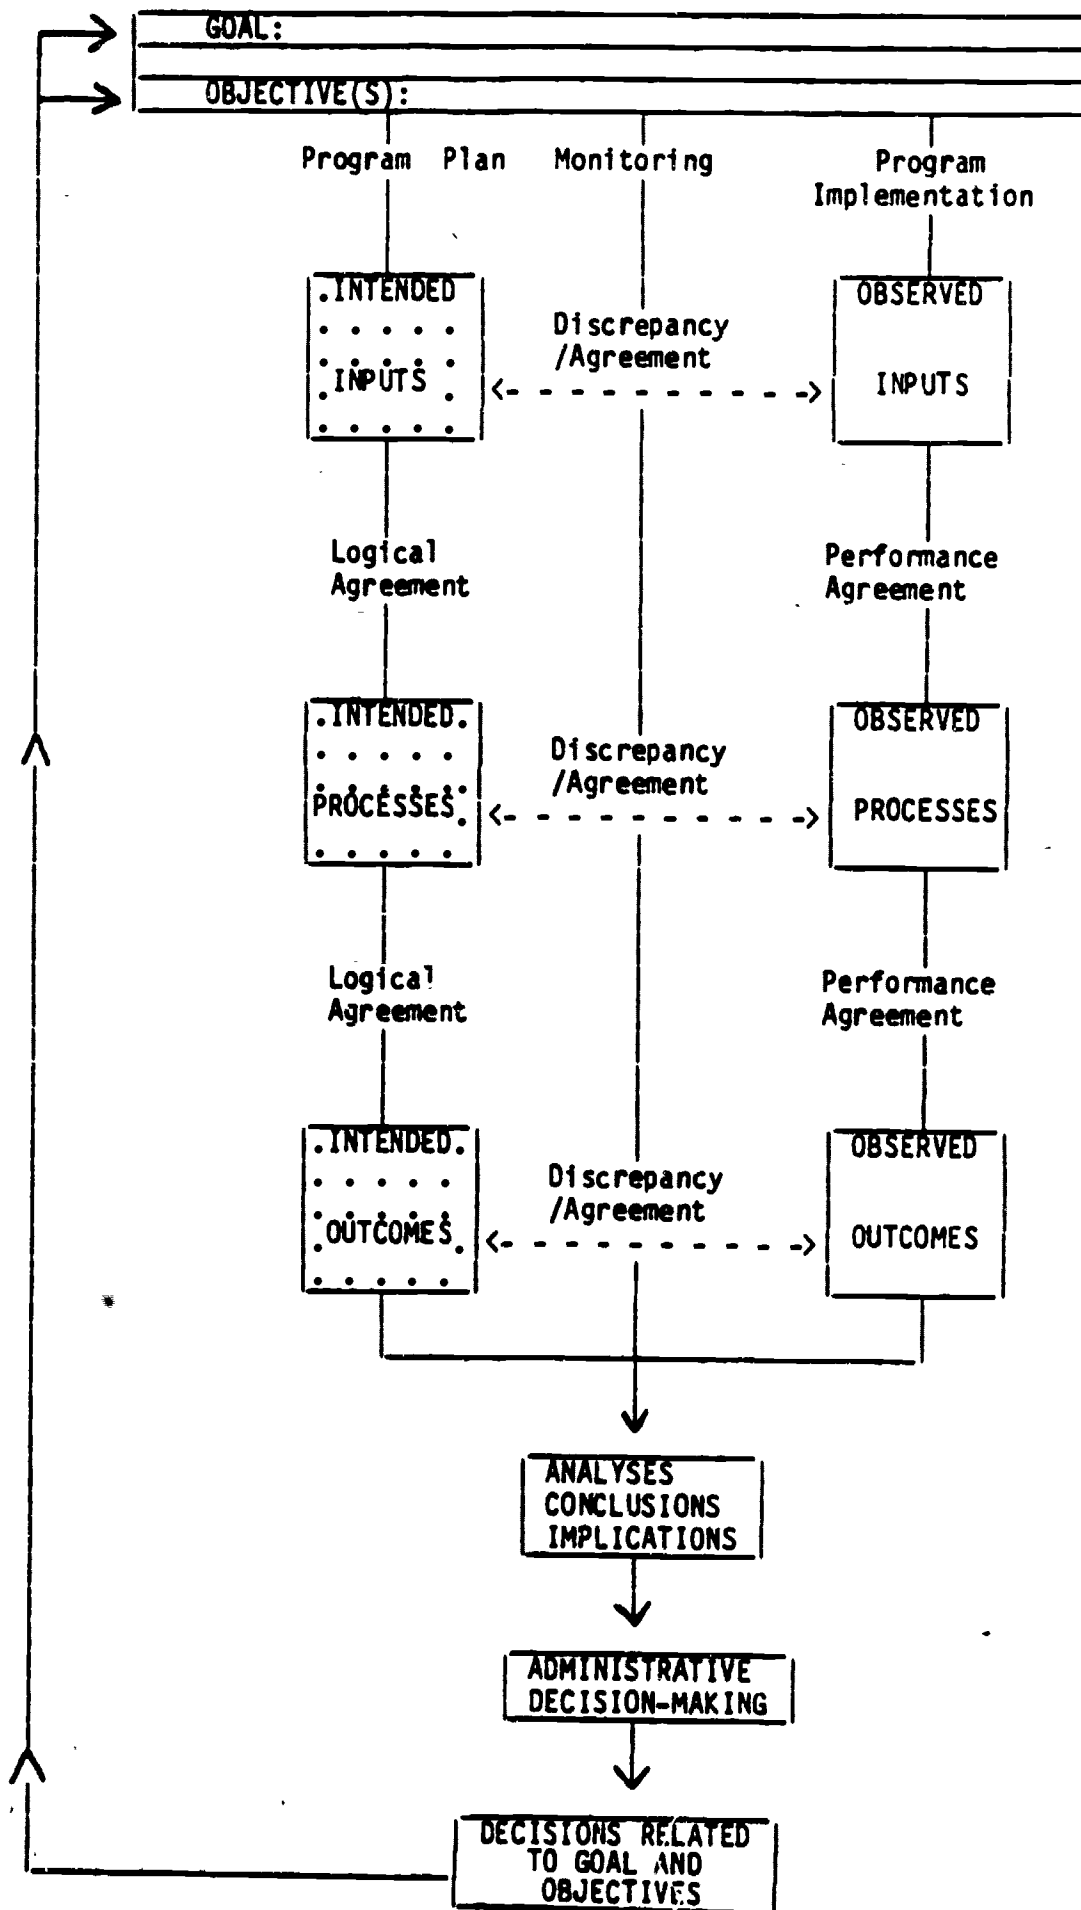 GOAL:
OBJECTIVE(S):
Program Plan
Monitoring
Program
Implementation
INTENDED
INPUTS
Discrepancy
/Agreement
OBSERVED
INPUTS
Logical
Agreement
Performance
Agreement
INTENDED
PROCESSES
Discrepancy
/Agreement
OBSERVED
PROCESSES
Logical
Agreement
Performance
Agreement
INTENDED
OUTCOMES
Discrepancy
/Agreement
OBSERVED
OUTCOMES
ANALYSES
CONCLUSIONS
IMPLICATIONS
ADMINISTRATIVE
DECISION-MAKING
DECISIONS RELATED
TO GOAL AND
OBJECTIVES